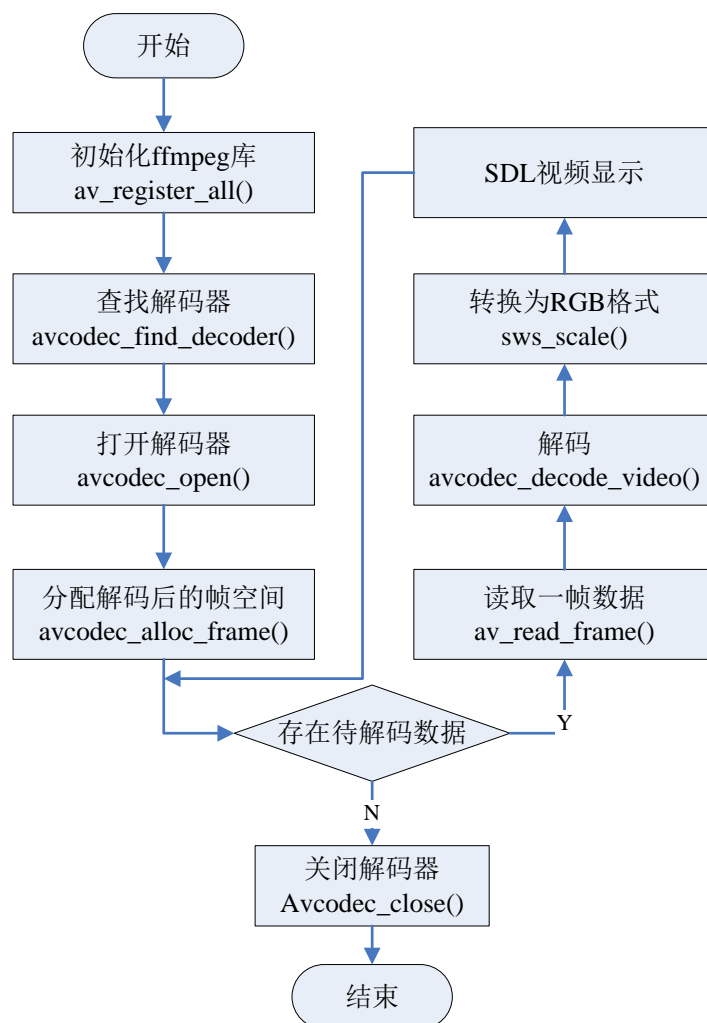 开始
初始化ffmpeg库
av_register_all()
查找解码器
avcodec_find_decoder()
打开解码器
avcodec_open()
分配解码后的帧空间
avcodec_alloc_frame()
存在待解码数据
Y
读取一帧数据
av_read_frame()
解码
avcodec_decode_video()
转换为RGB格式
sws_scale()
SDL视频显示
N
关闭解码器
Avcodec_close()
结束